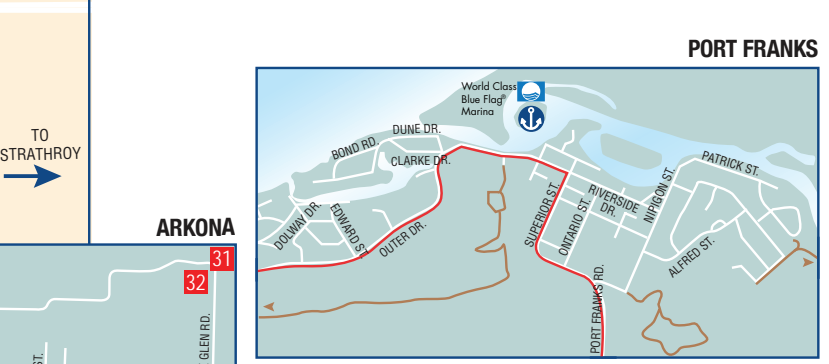 PORT FRANKS
World Class
Blue Flag
Marina
DUNE DR.
BOND RD.
CLARKE DR.
PATRICK ST.
TO
STRATHROY
RIVERSIDE
DR.
NIPIGON ST.
SUPERIOR ST.
ONTARIO ST.
DOLWAY DR.
EDWARD ST.
OUTER DR.
ALFRED ST.
PORT FRANKS RD.
ARKONA
31
32
GLEN RD.
ST.